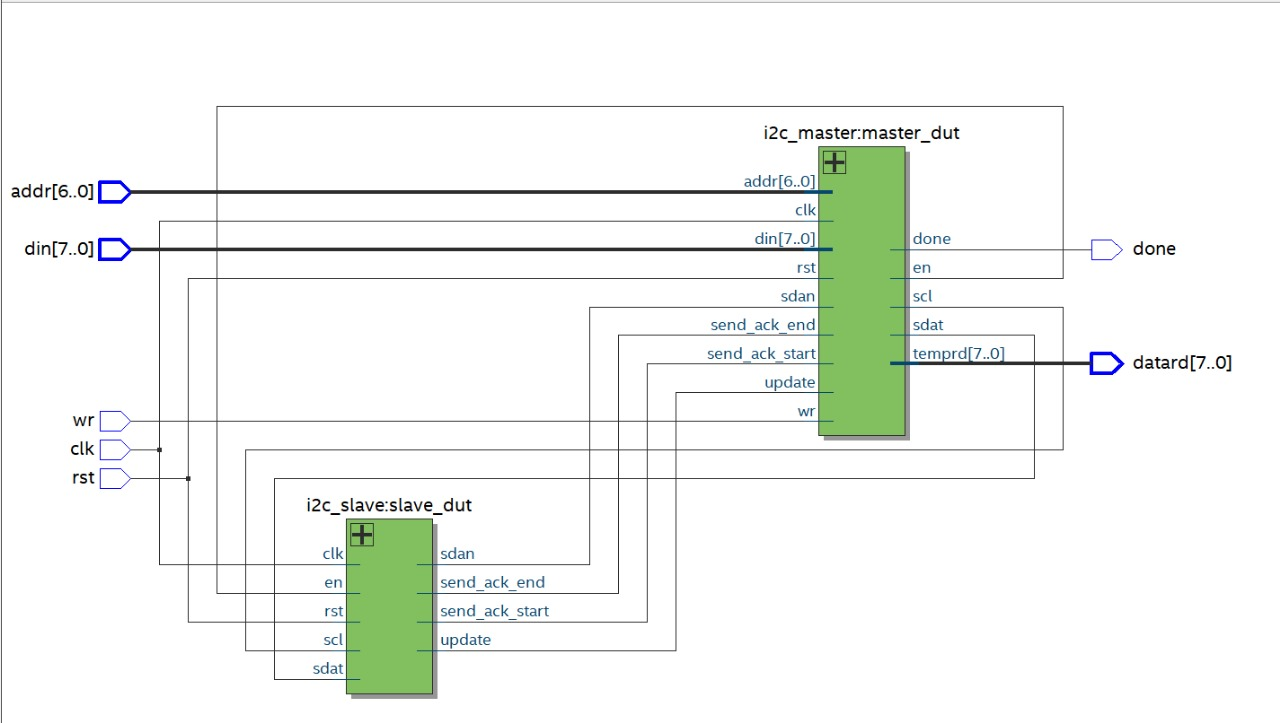 i2c_master:master_dut
addr[6..0]
addr[6..0]
clk
din[7..0]
din[7..0]
done
done
rst
en
sdan
scl
send_ack_end
sdat
send_ack_start
temprd[7..0]
datard[7..0]
update
wr
wr
clk
rst
i2c_slave:slave_dut
clk
sdan
en
send_ack_end
rst
send_ack_start
scl
update
sdat